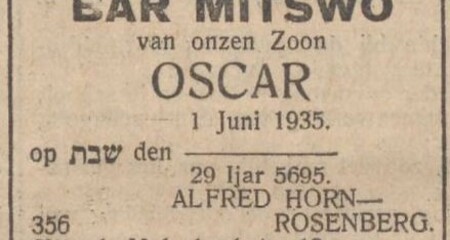 BAR MITSWO
van onzen Zoon
OSCAR
1 Juni 1935.
op שבת den
29 Ijar 5695.
ALFRED HORN—
356 ROSENBERG.